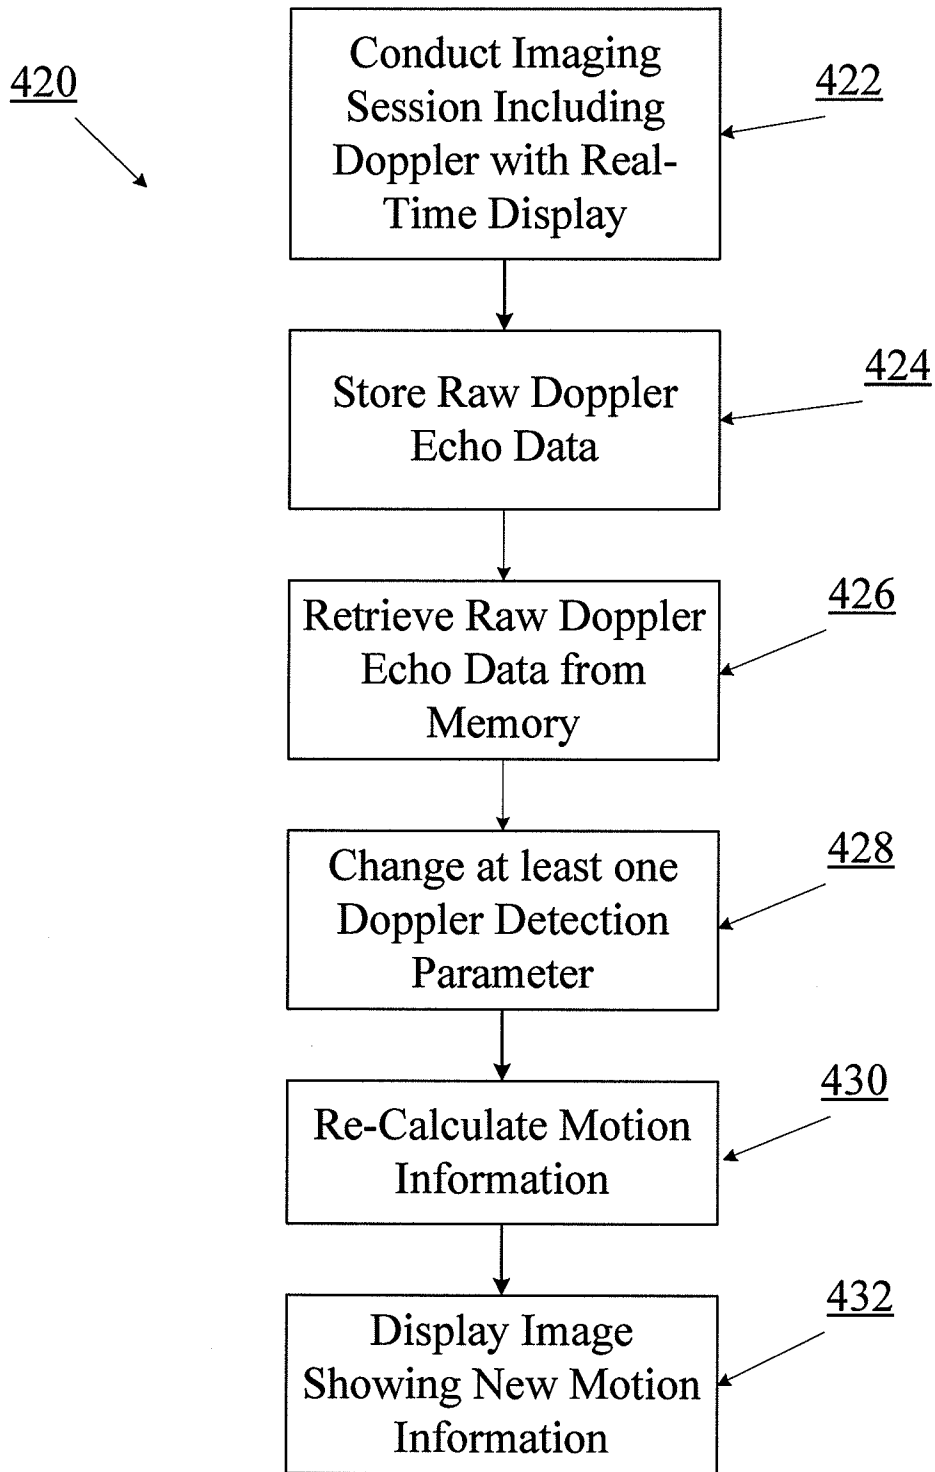 420
Conduct Imaging
Session Including
Doppler with Real-
Time Display
422
Store Raw Doppler
Echo Data
424
Retrieve Raw Doppler
Echo Data from
Memory
426
Change at least one
Doppler Detection
Parameter
428
Re-Calculate Motion
Information
430
Display Image
Showing New Motion
Information
432